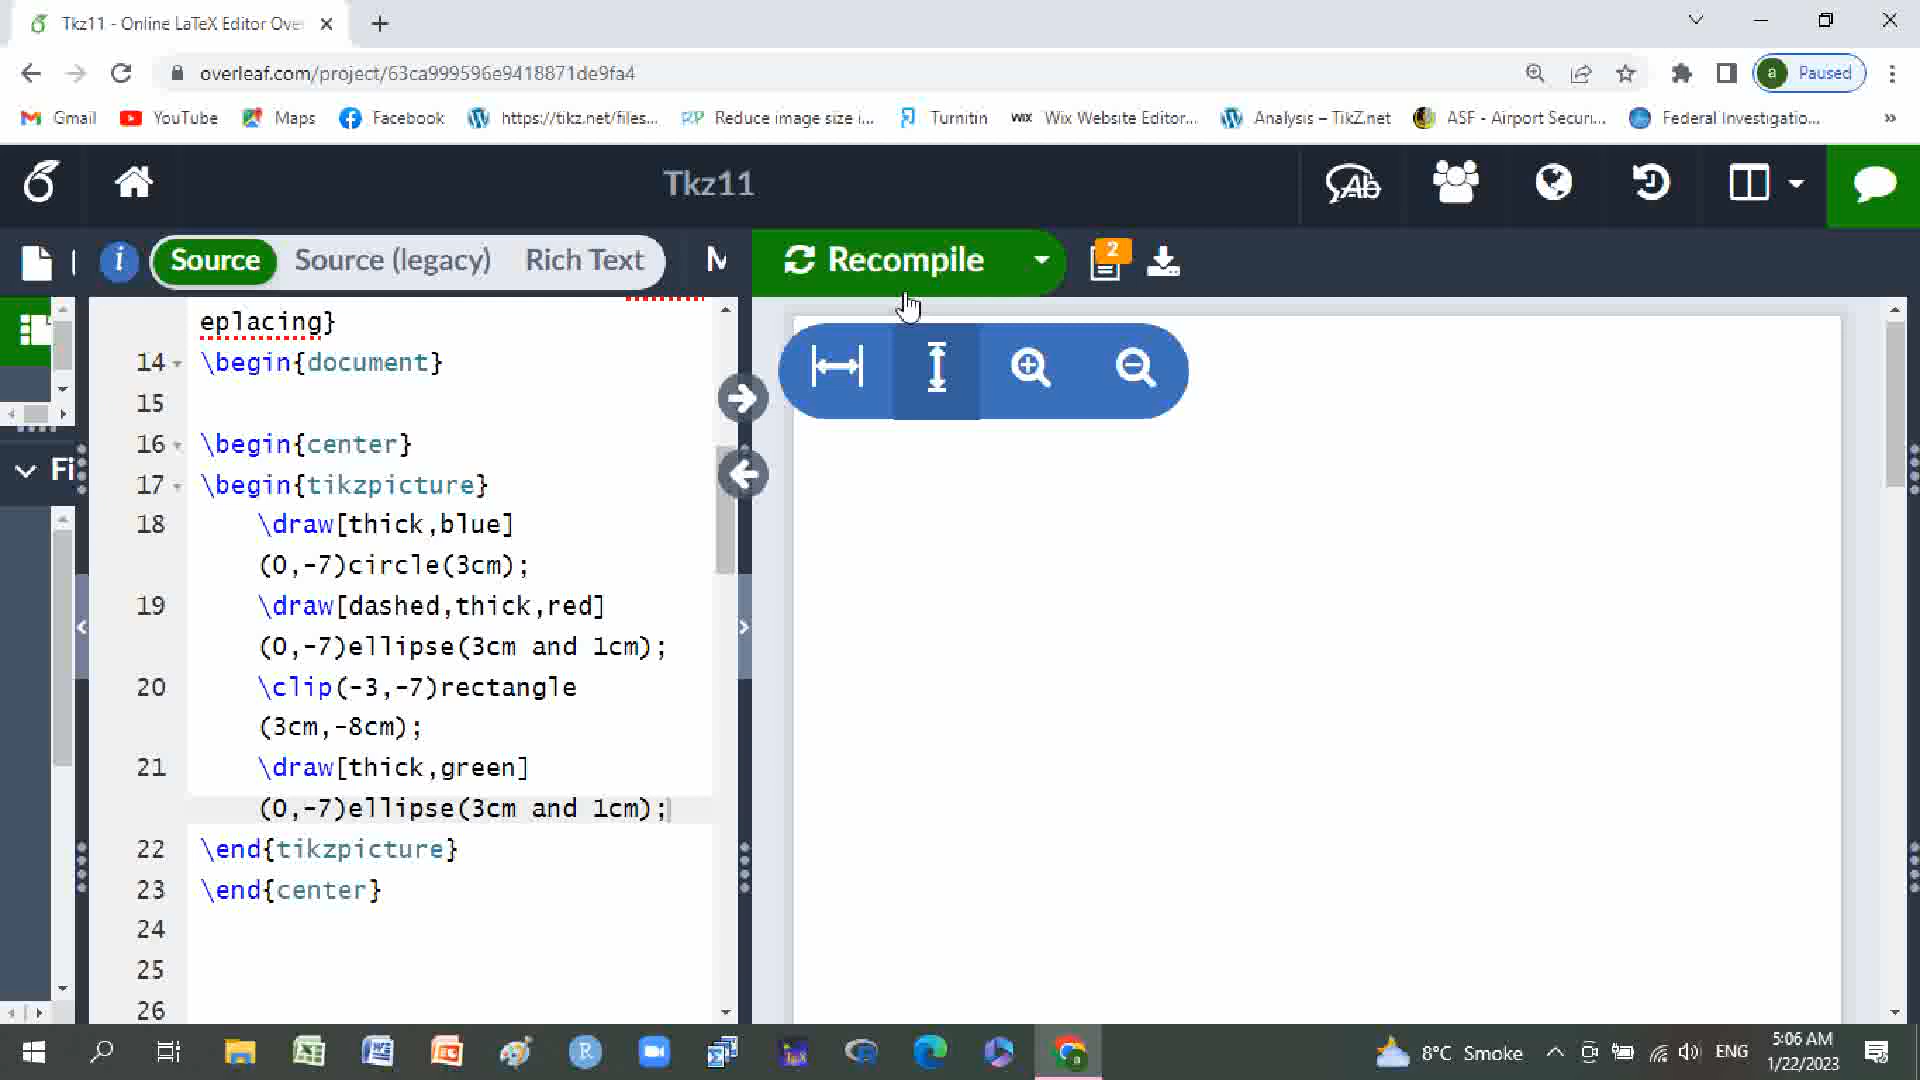 Tkz11 - Online LaTeX Editor Over
overleaf.com/project/63ca999596e9418871de9fa4
a Paused
Gmail YouTube Maps Facebook https://tikz.net/files... Reduce image size i... Turnitin WIX Wix Website Editor... Analysis – TikZ.net ASF - Airport Securi... Federal Investigatio... »
Tkz11
Source Source (legacy) Rich Text
Recompile 2
eplacing}
14 \begin{document}
15
16 \begin{center}
17 \begin{tikzpicture}
18 \draw[thick,blue]
(0,-7)circle(3cm);
19 \draw[dashed,thick,red]
(0,-7)ellipse(3cm and 1cm);
20 \clip(-3,-7)rectangle
(3cm,-8cm);
21 \draw[thick,green]
(0,-7)ellipse(3cm and 1cm);
22 \end{tikzpicture}
23 \end{center}
24
25
26
Fi
8°C Smoke ENG
5:06 AM
1/22/2023